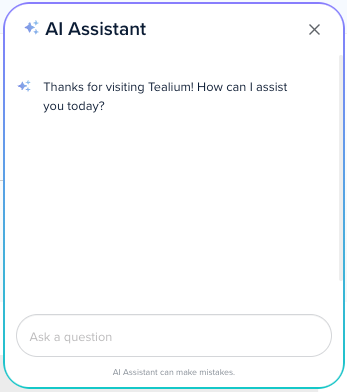 AI Assistant
Thanks for visiting Tealium! How can I assist
you today?
Ask a question
AI Assistant can make mistakes.